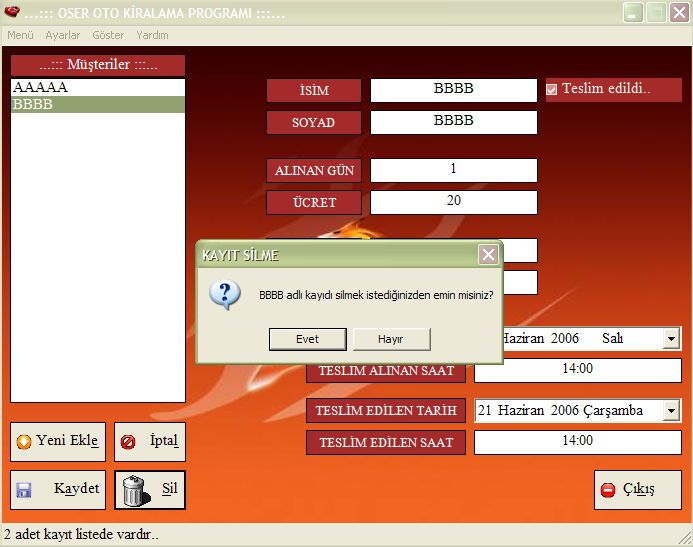 ...::: OSER OTO KİRALAMA PROGRAMI :::...
Menü Ayarlar Göster Yardım
...::: Müşteriler :::...
AAAAA
BBBB
İSİM BBBB
Teslim edildi..
SOYAD BBBB
ALINAN GÜN 1
ÜCRET 20
KAYIT SİLME
BBBB adlı kayıdı silmek istediğinizden emin misiniz?
Evet Hayır
Haziran 2006 Salı
TESLİM ALINAN SAAT 14:00
TESLİM EDİLEN TARİH 21 Haziran 2006 Çarşamba
TESLİM EDİLEN SAAT 14:00
Yeni Ekle İptal
Kaydet Sil
Çıkış
2 adet kayıt listede vardır..